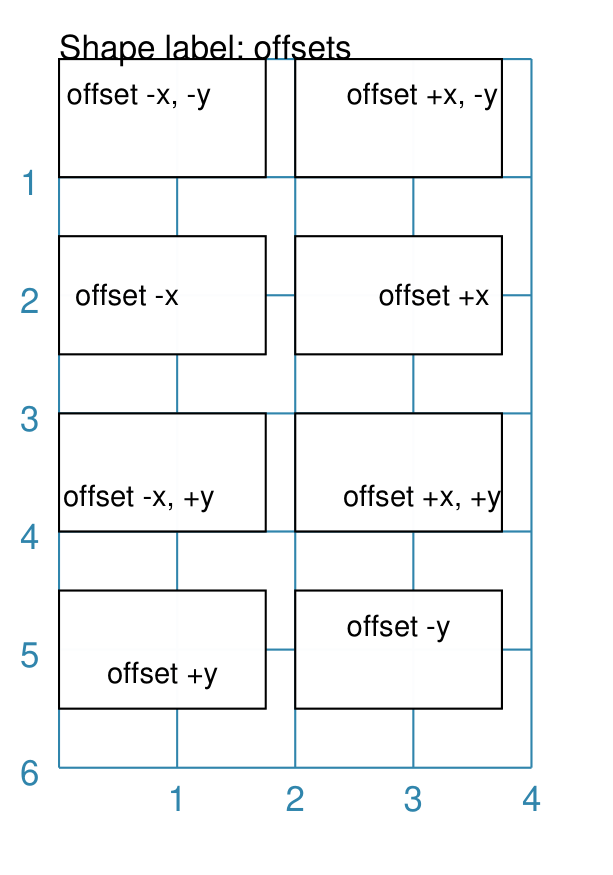 Shape label: offsets
offset -x, -y
offset +x, -y
1
offset -x
offset +x
2
3
offset -x, +y
offset +x, +y
4
offset -y
5
offset +y
6
1 2 3 4